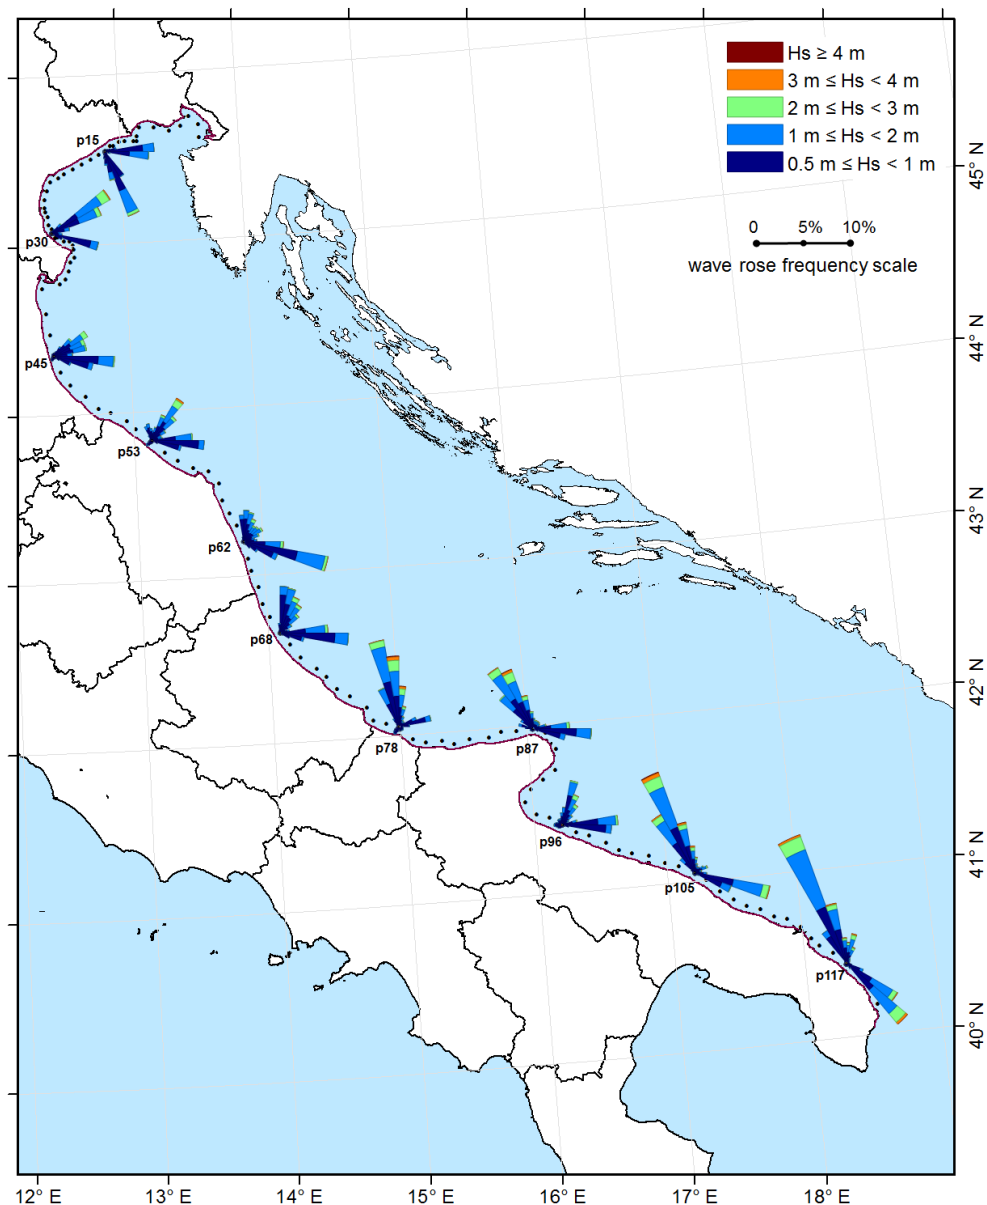 Hs ≥ 4 m
3 m ≤ Hs < 4 m
2 m ≤ Hs < 3 m
1 m ≤ Hs < 2 m
0.5 m ≤ Hs < 1 m
0 5% 10%
wave rose frequency scale
p15
p30
p45
p53
p62
p68
p78
p87
p96
p105
p117
45° N
44° N
43° N
42° N
41° N
40° N
12° E 13° E 14° E 15° E 16° E 17° E 18° E